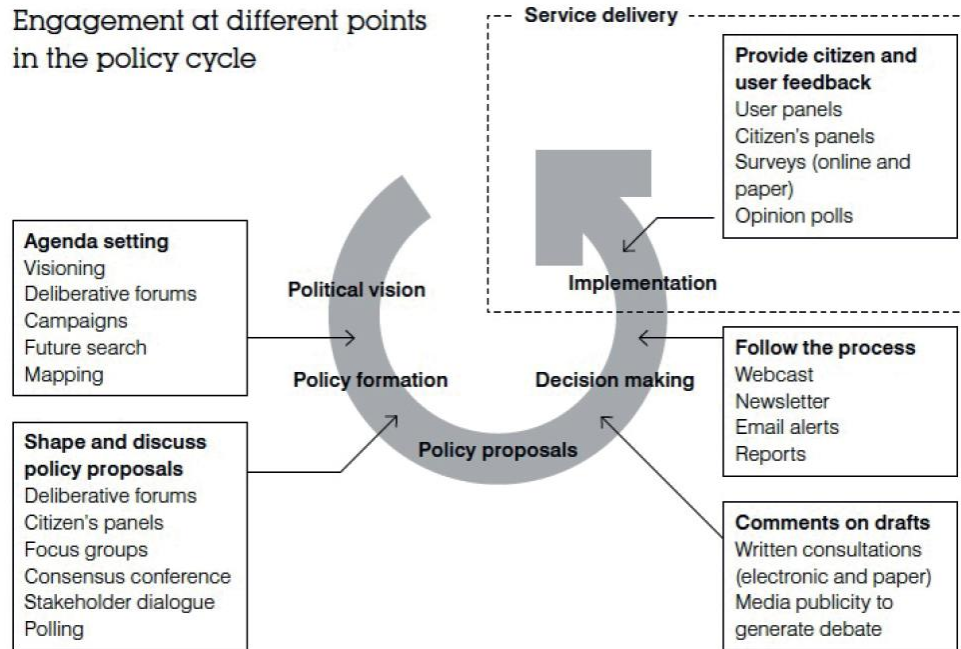 Engagement at different points
in the policy cycle
Service delivery
Provide citizen and
user feedback
User panels
Citizen's panels
Surveys (online and
paper)
Opinion polls
Agenda setting
Visioning
Deliberative forums
Campaigns
Future search
Mapping
Political vision
Implementation
Policy formation
Decision making
Policy proposals
Follow the process
Webcast
Newsletter
Email alerts
Reports
Shape and discuss
policy proposals
Deliberative forums
Citizen's panels
Focus groups
Consensus conference
Stakeholder dialogue
Polling
Comments on drafts
Written consultations
(electronic and paper)
Media publicity to
generate debate